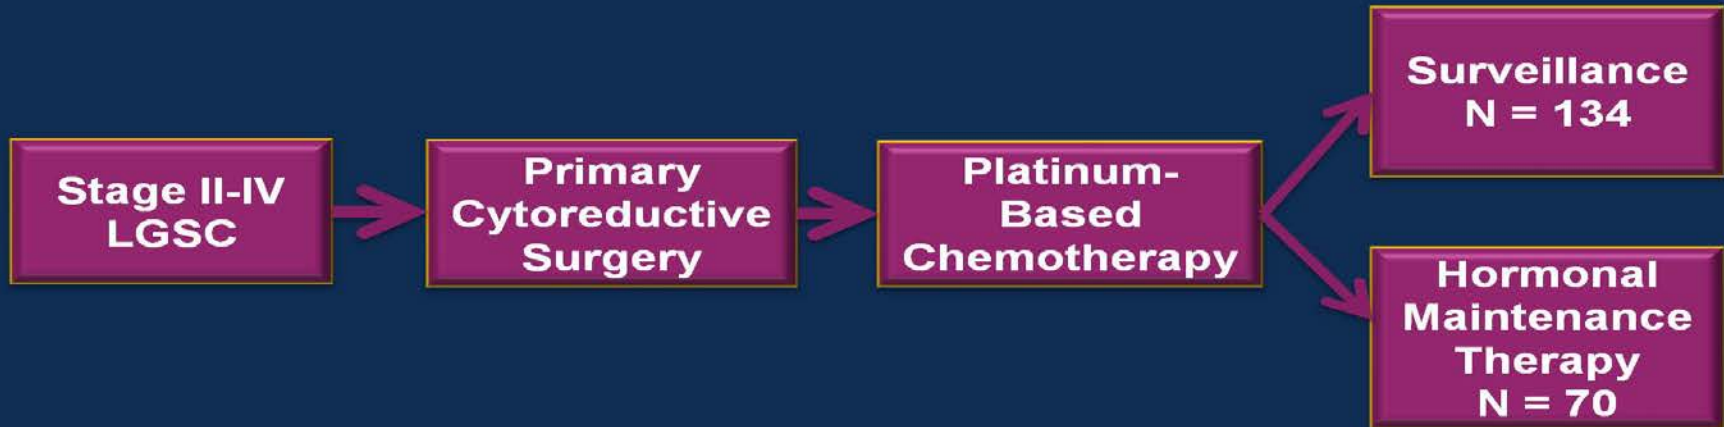 Stage II-IV
LGSC
Primary
Cytoreductive
Surgery
Platinum-
Based
Chemotherapy
Surveillance
N = 134
Hormonal
Maintenance
Therapy
N = 70